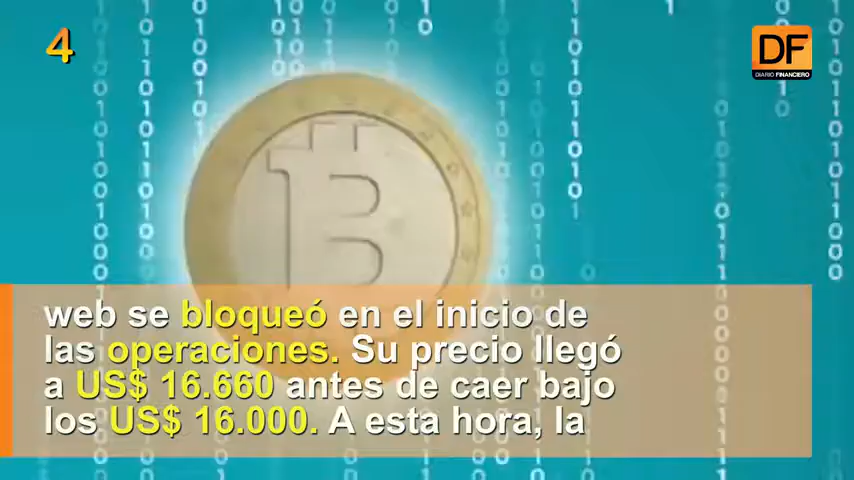 4
DF
DIARIO FINANCIERO
web se bloqueó en el inicio de
las operaciones. Su precio llegó
a US$ 16.660 antes de caer bajo
los US$ 16.000. A esta hora, la